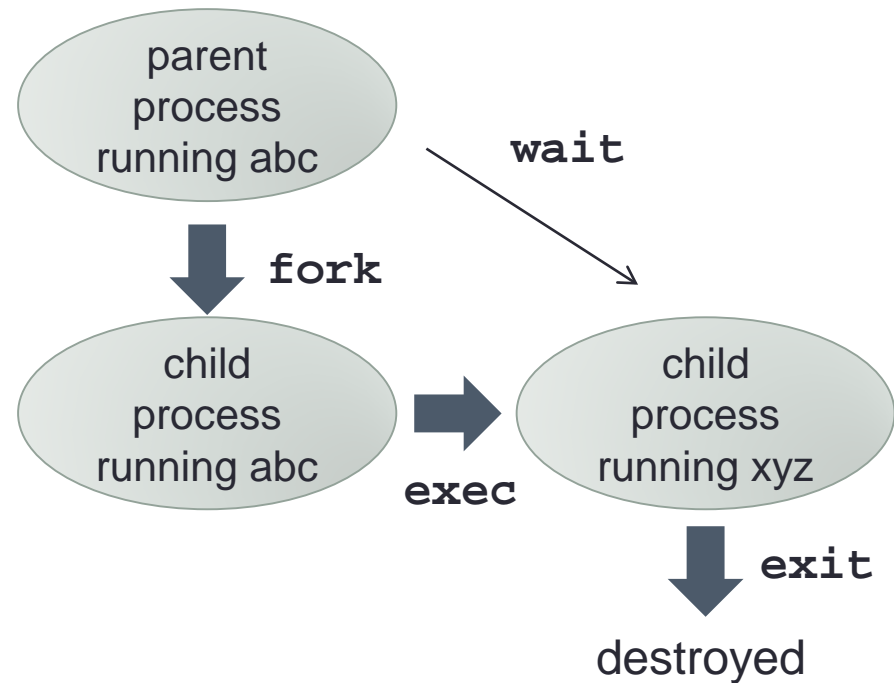 parent
process
running abc
wait
fork
child
process
running abc
exec
child
process
running xyz
exit
destroyed